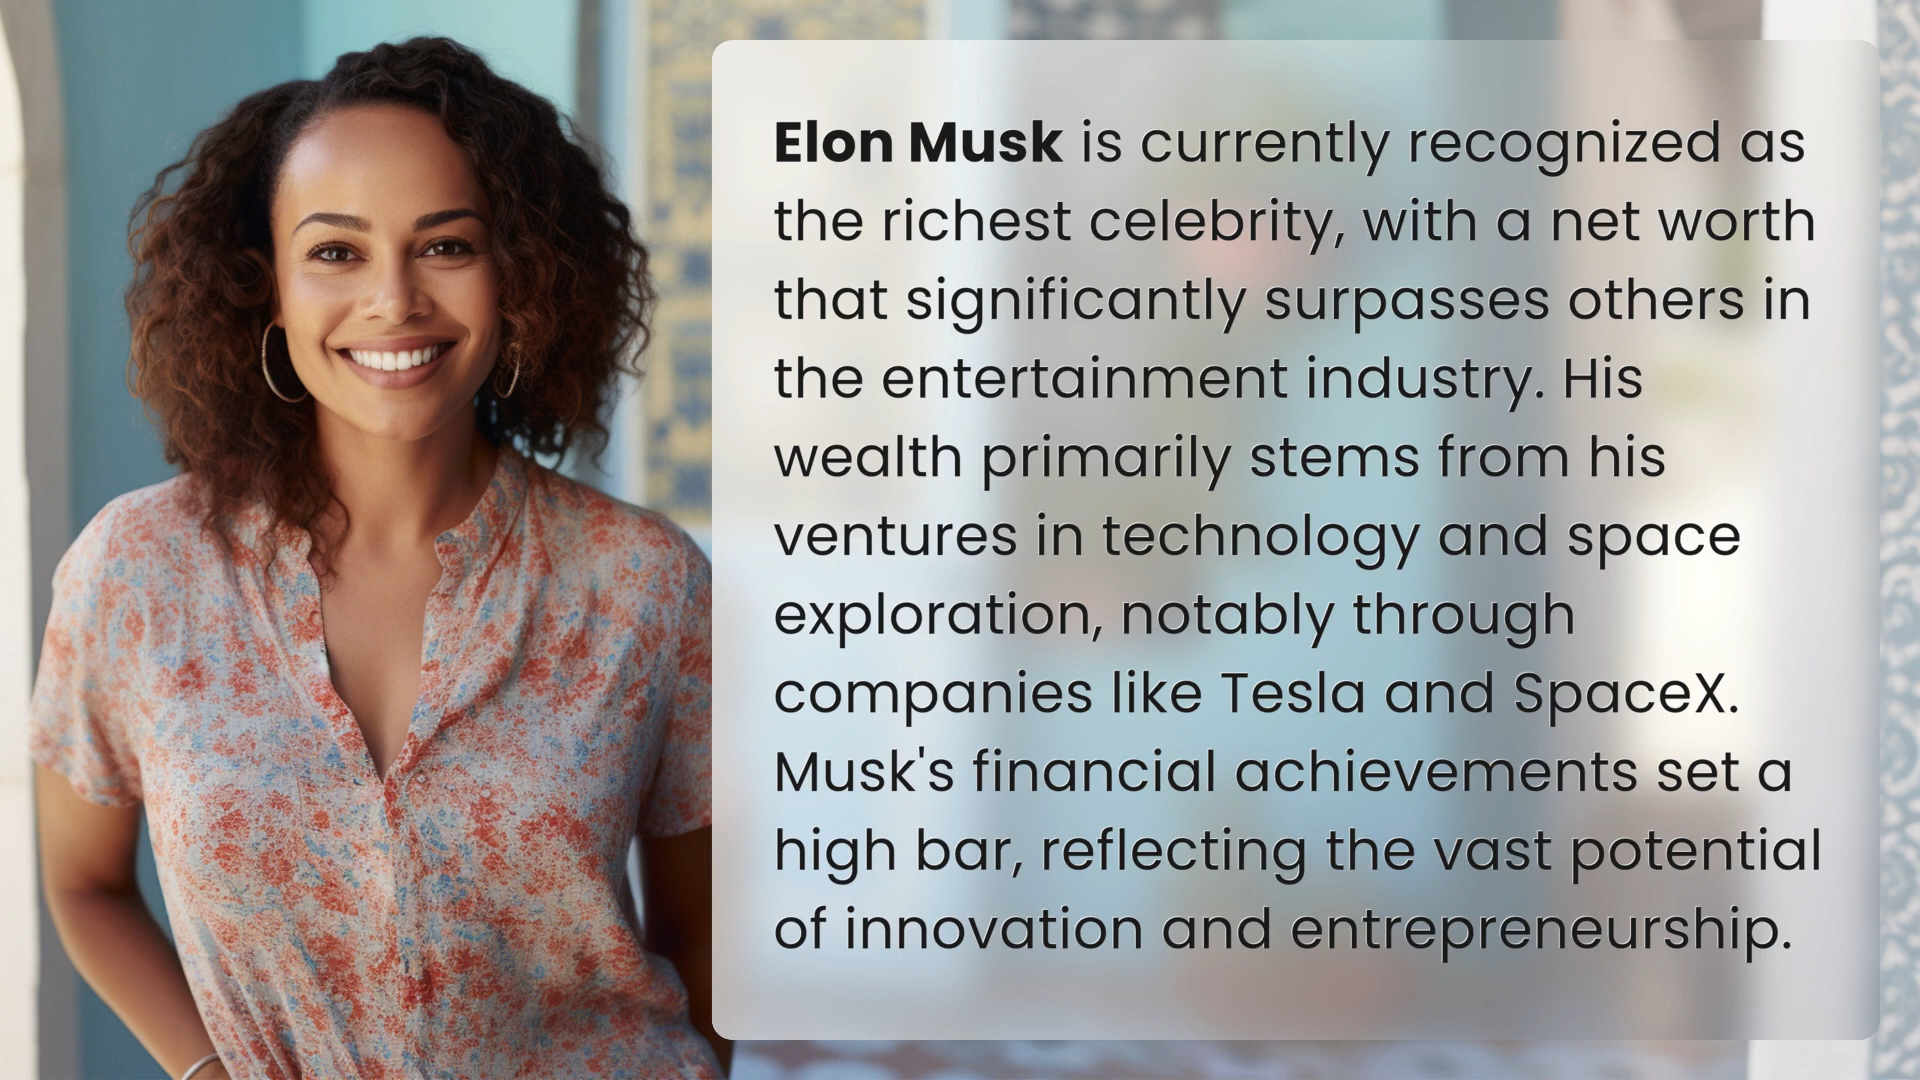 Elon Musk is currently recognized as
the richest celebrity, with a net worth
that significantly surpasses others in
the entertainment industry. His
wealth primarily stems from his
ventures in technology and space
exploration, notably through
companies like Tesla and SpaceX.
Musk's financial achievements set a
high bar, reflecting the vast potential
of innovation and entrepreneurship.